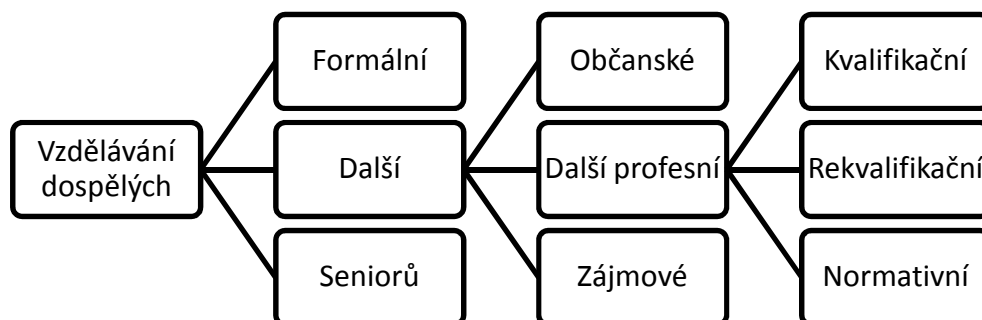 Vzdělávání
dospělých
Formální
Další
Seniorů
Občanské
Další profesní
Zájmové
Kvalifikační
Rekvalifikační
Normativní